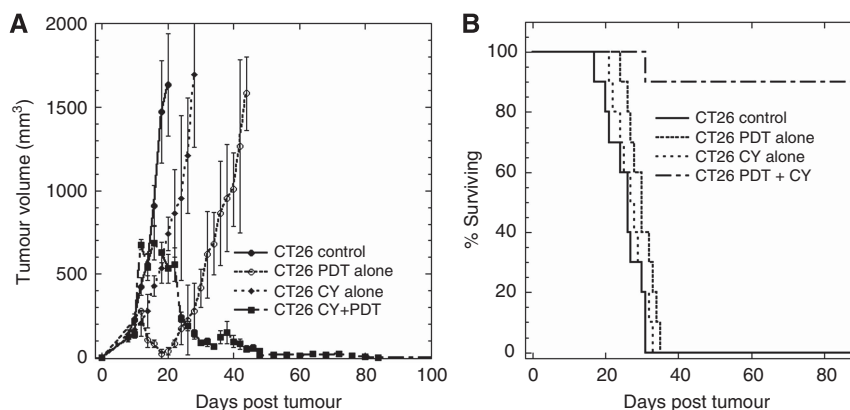 A
Tumour volume (mm³)
2000
1500
1000
500
0
CT26 control
CT26 PDT alone
CT26 CY alone
CT26 CY+PDT
0 20 40 60 80 100
Days post tumour
B
% Surviving
100
80
60
40
20
0
CT26 control
CT26 PDT alone
CT26 CY alone
CT26 PDT + CY
0 20 40 60 80
Days post tumour